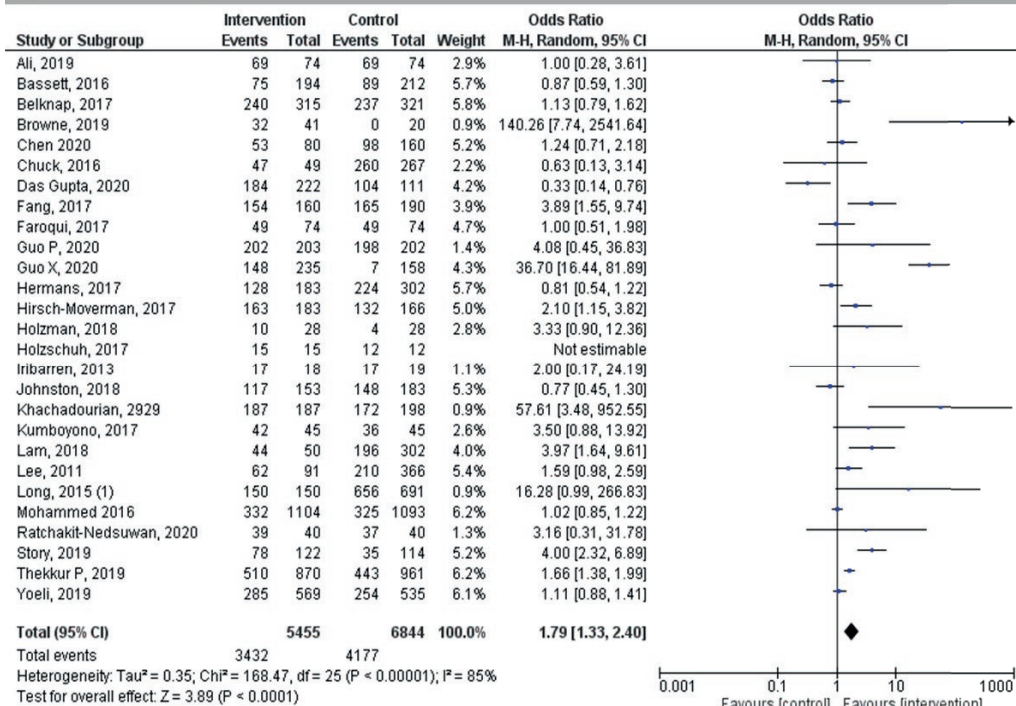 Intervention Control Odds Ratio Odds Ratio
Study or Subgroup Events Total Events Total Weight M-H, Random, 95% CI M-H, Random, 95% CI
Ali, 2019 69 74 69 74 2.9% 1.00 [0.28, 3.61]
Bassett, 2016 75 194 89 212 5.7% 0.87 [0.59, 1.30]
Belknap, 2017 240 315 237 321 5.8% 1.13 [0.79, 1.62]
Browne, 2019 32 41 0 20 0.9% 140.26 [7.74, 2541.64]
Chen 2020 53 80 98 160 5.0% 1.24 [0.71, 2.18]
Chuck, 2016 47 49 260 267 2.2% 0.63 [0.13, 3.14]
Das Gupta, 2020 184 222 104 111 4.2% 0.33 [0.14, 0.76]
Fang, 2017 154 160 165 190 3.9% 3.89 [1.55, 9.74]
Faroqui, 2017 49 74 49 74 4.7% 1.00 [0.51, 1.98]
Guo P, 2020 202 203 198 202 1.4% 4.08 [0.45, 36.83]
Guo X, 2020 148 235 7 158 4.3% 36.70 [16.44, 81.89]
Hermans, 2017 128 183 224 302 5.7% 0.81 [0.54, 1.22]
Hirsch-Moverman, 2017 163 183 132 166 5.0% 2.10 [1.15, 3.82]
Holzman, 2018 10 28 4 28 2.8% 3.33 [0.90, 12.36]
Holzschuh, 2017 15 15 12 12 Not estimable
Iribarren, 2013 17 18 17 19 1.1% 2.00 [0.17, 24.19]
Johnston, 2018 117 153 148 183 5.3% 0.77 [0.45, 1.30]
Khachadourian, 2929 187 187 172 198 0.9% 57.61 [3.48, 952.55]
Kumboyono, 2017 42 45 36 45 2.6% 3.50 [0.88, 13.92]
Lam, 2018 44 50 196 302 4.0% 3.97 [1.64, 9.61]
Lee, 2011 62 91 210 366 5.4% 1.59 [0.98, 2.59]
Long, 2015 (1) 150 150 656 691 0.9% 16.28 [0.99, 266.83]
Mohammed 2016 332 1104 325 1093 6.2% 1.02 [0.85, 1.22]
Ratchakit-Nedsuwan, 2020 39 40 37 40 1.3% 3.16 [0.31, 31.78]
Story, 2019 78 122 35 114 5.2% 4.00 [2.32, 6.89]
Thekkur P, 2019 510 870 443 961 6.2% 1.66 [1.38, 1.99]
Yoeli, 2019 285 569 254 535 6.1% 1.11 [0.88, 1.41]
Total (95% CI) 5455 6844 100.0% 1.79 [1.33, 2.40]
Total events 3432 4177
Heterogeneity: Tau² = 0.35; Chi² = 168.47, df = 25 (P < 0.00001); I² = 85%
Test for overall effect: Z = 3.89 (P < 0.0001)
0.001 0.1 1 10 1000
Favours [control] Favours [intervention]